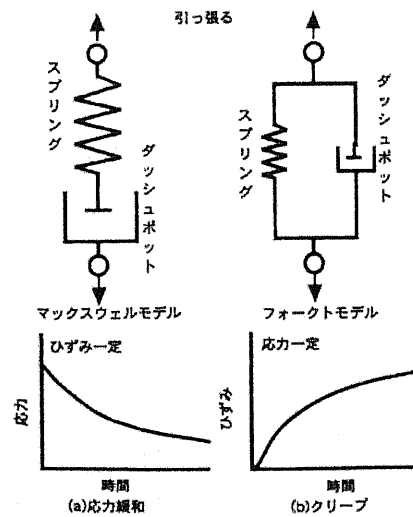 引っ張る
スプリング
ダッシュポット
マックスウェルモデル
スプリング
ダッシュポット
フォークトモデル
ひずみ一定
応力
時間
(a)応力緩和
応力一定
ひずみ
時間
(b)クリープ